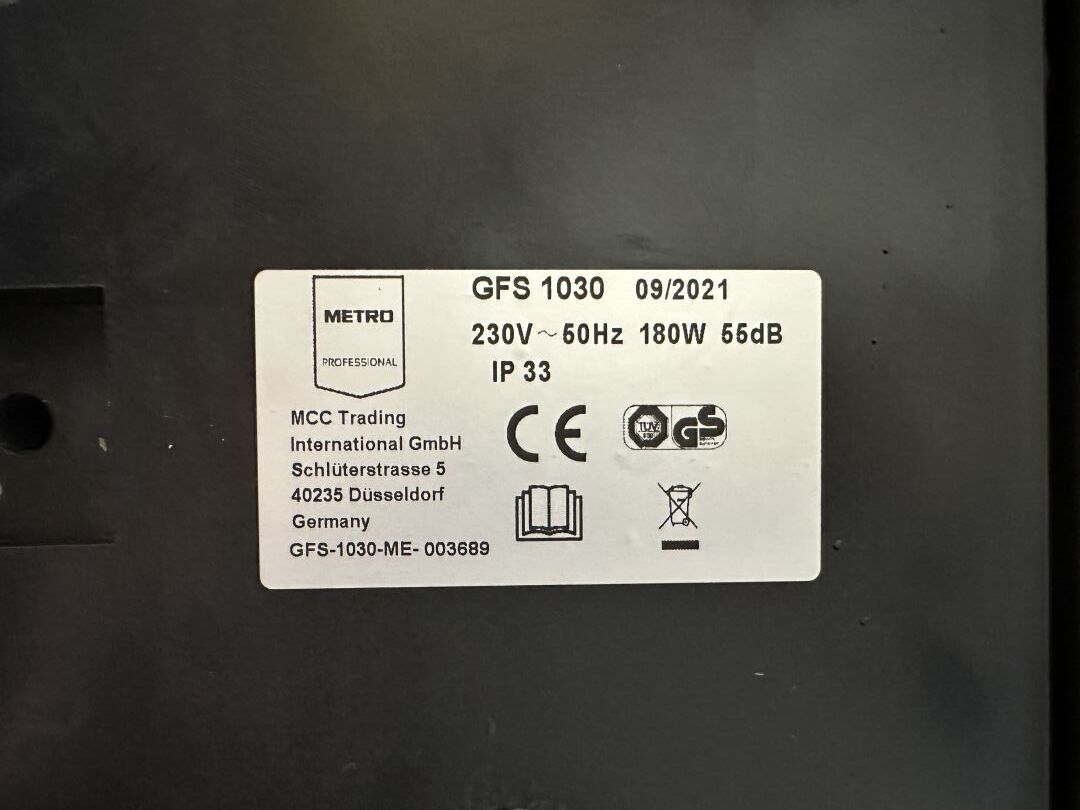 METRO
PROFESSIONAL
GFS 1030 09/2021
230V ~ 50Hz 180W 55dB
IP 33
MCC Trading
International GmbH
Schlüterstrasse 5
40235 Düsseldorf
Germany
GFS-1030-ME- 003689
CE
TÜV
GS